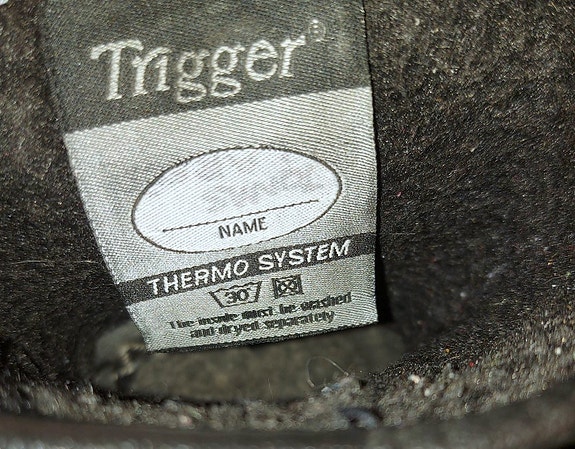 Trigger®
NAME
THERMO SYSTEM
30
The inside must be washed
and dryed separately